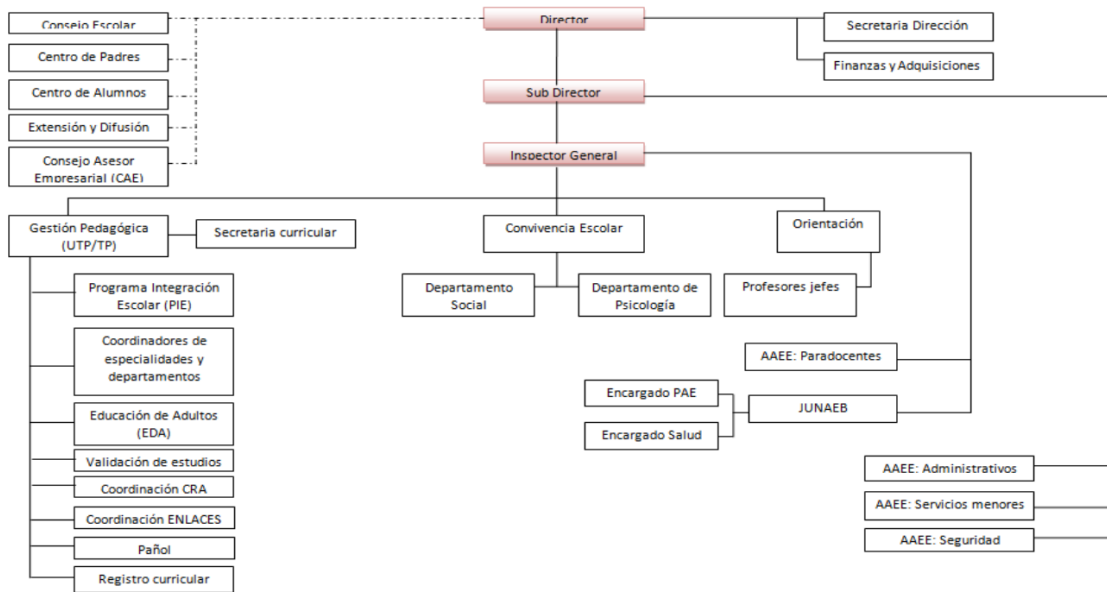 Consejo Escolar
Director
Secretaria Dirección
Centro de Padres
Finanzas y Adquisiciones
Centro de Alumnos
Sub Director
Extensión y Difusión
Consejo Asesor
Empresarial (CAE)
Inspector General
Gestión Pedagógica
(UTP/TP)
Secretaria curricular
Convivencia Escolar
Orientación
Programa Integración
Escolar (PIE)
Departamento
Social
Departamento de
Psicología
Profesores jefes
Coordinadores de
especialidades y
departamentos
AAEE: Paradocentes
Encargado PAE
JUNAEB
Encargado Salud
Educación de Adultos
(EDA)
Validación de estudios
Coordinación CRA
Coordinación ENLACES
Pañol
Registro curricular
AAEE: Administrativos
AAEE: Servicios menores
AAEE: Seguridad